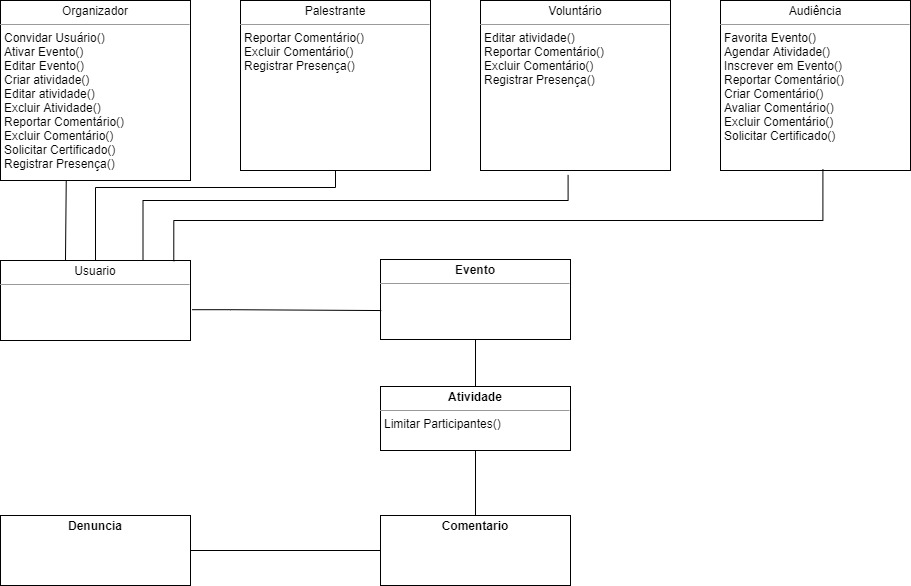 Organizador
Convidar Usuário()
Ativar Evento()
Editar Evento()
Criar atividade()
Editar atividade()
Excluir Atividade()
Reportar Comentário()
Excluir Comentário()
Solicitar Certificado()
Registrar Presença()
Palestrante
Reportar Comentário()
Excluir Comentário()
Registrar Presença()
Voluntário
Editar atividade()
Reportar Comentário()
Excluir Comentário()
Registrar Presença()
Audiência
Favorita Evento()
Agendar Atividade()
Inscrever em Evento()
Reportar Comentário()
Criar Comentário()
Avaliar Comentário()
Excluir Comentário()
Solicitar Certificado()
Usuario
Evento
Atividade
Limitar Participantes()
Denuncia
Comentario